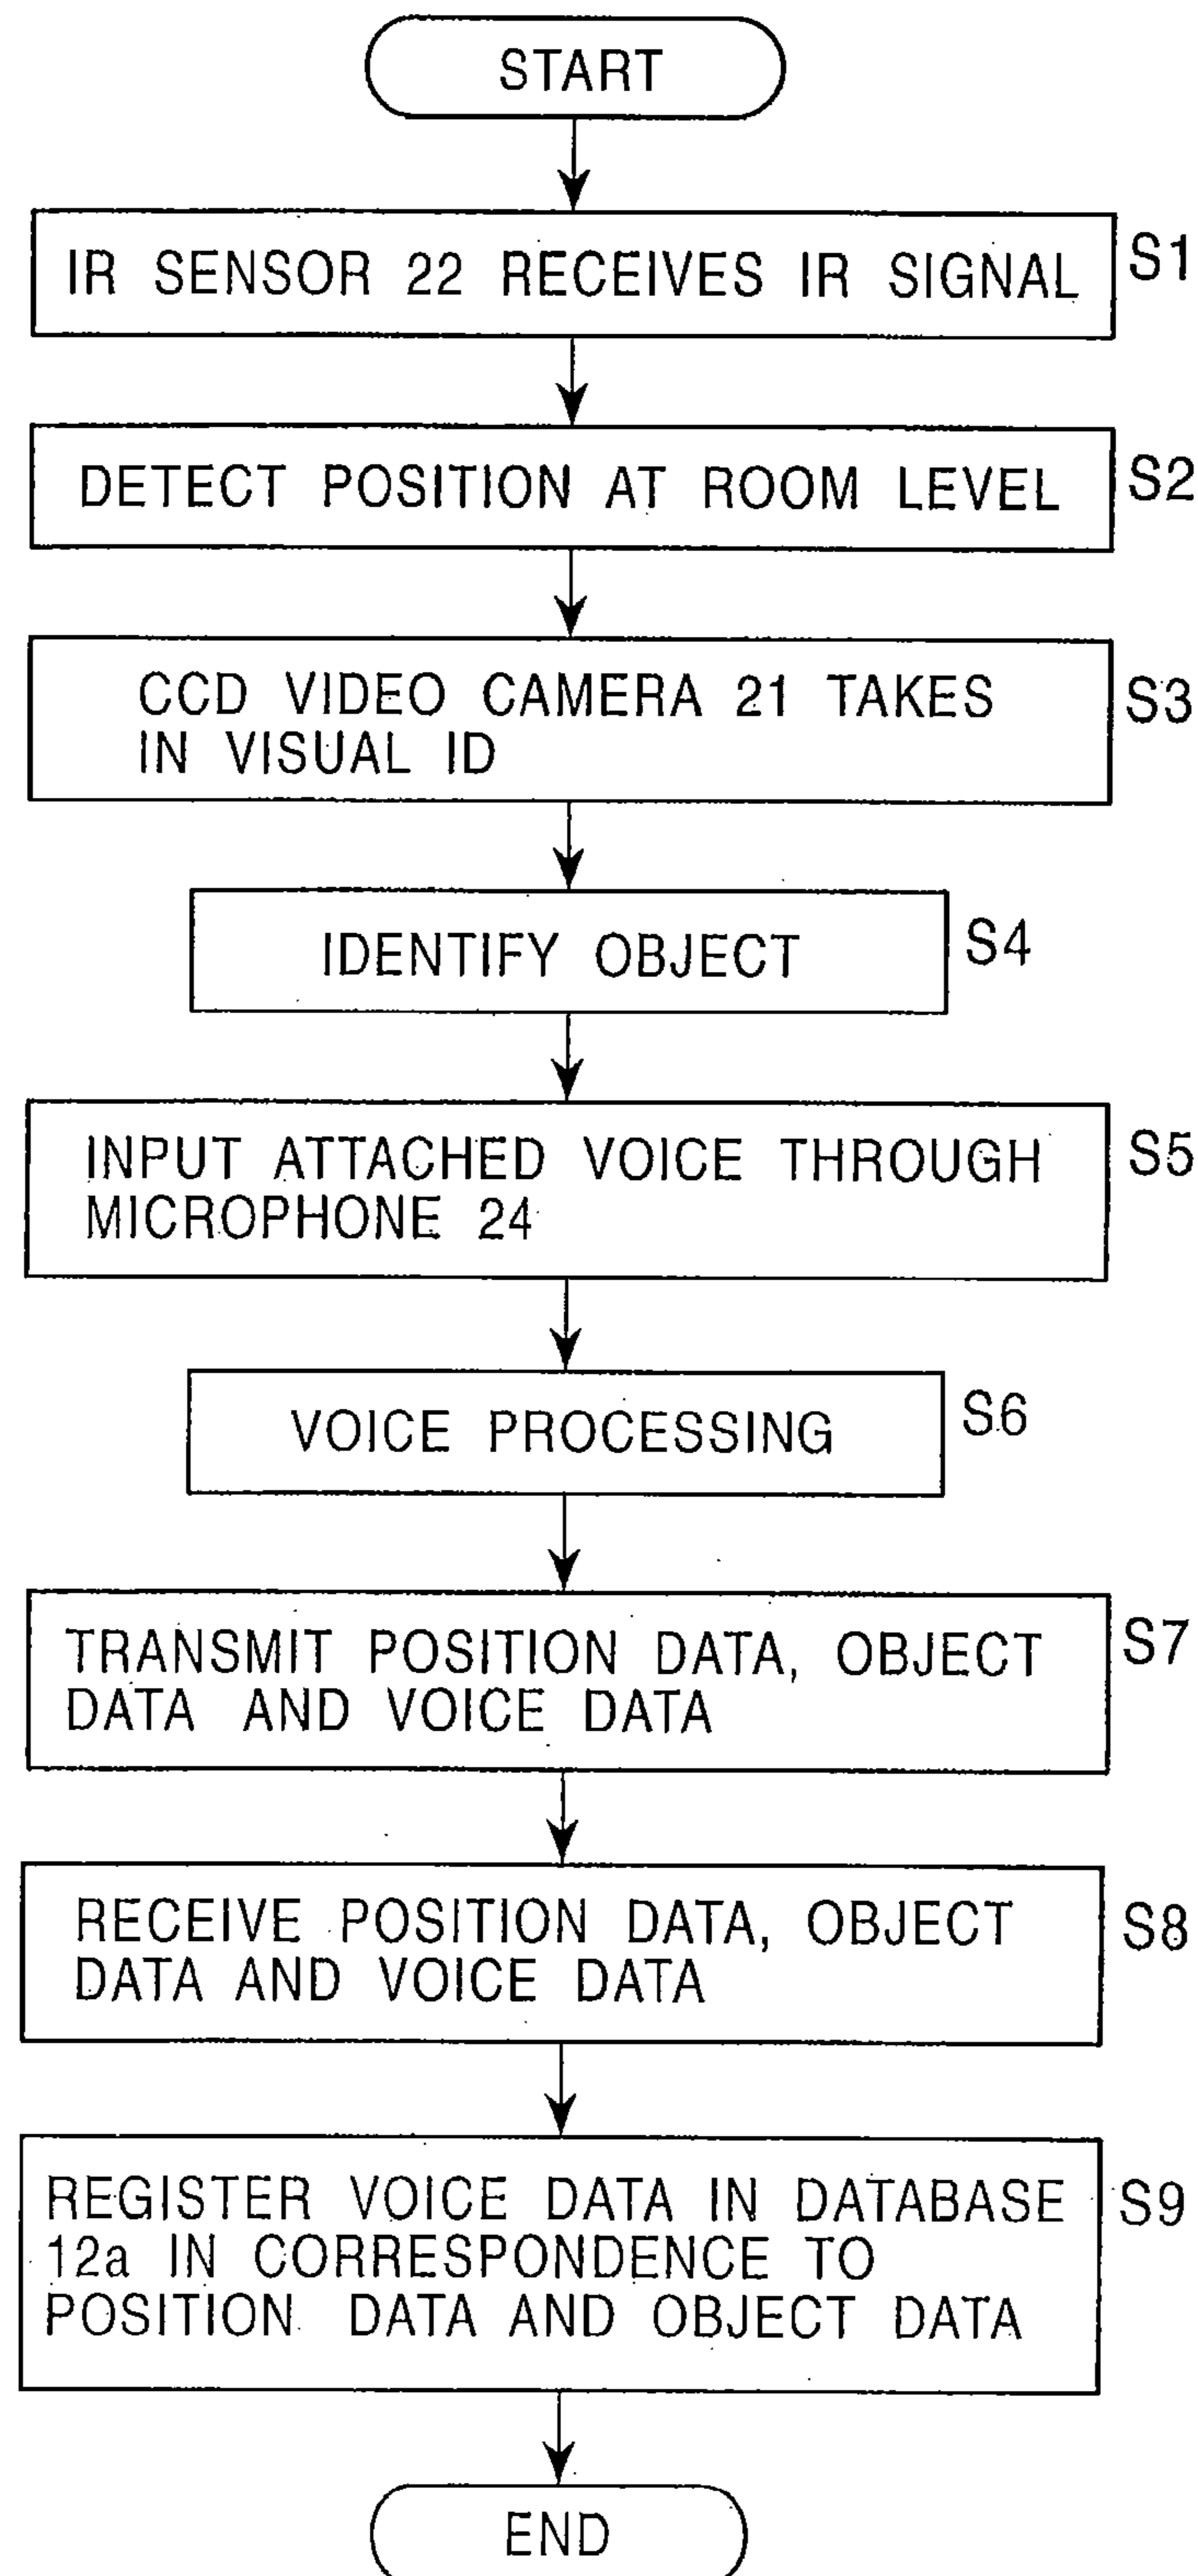 START
IR SENSOR 22 RECEIVES IR SIGNAL
S1
DETECT POSITION AT ROOM LEVEL
S2
CCD VIDEO CAMERA 21 TAKES
IN VISUAL ID
S3
IDENTIFY OBJECT
S4
INPUT ATTACHED VOICE THROUGH
MICROPHONE 24
S5
VOICE PROCESSING
S6
TRANSMIT POSITION DATA, OBJECT
DATA AND VOICE DATA
S7
RECEIVE POSITION DATA, OBJECT
DATA AND VOICE DATA
S8
REGISTER VOICE DATA IN DATABASE
12a IN CORRESPONDENCE TO
POSITION DATA AND OBJECT DATA
S9
END